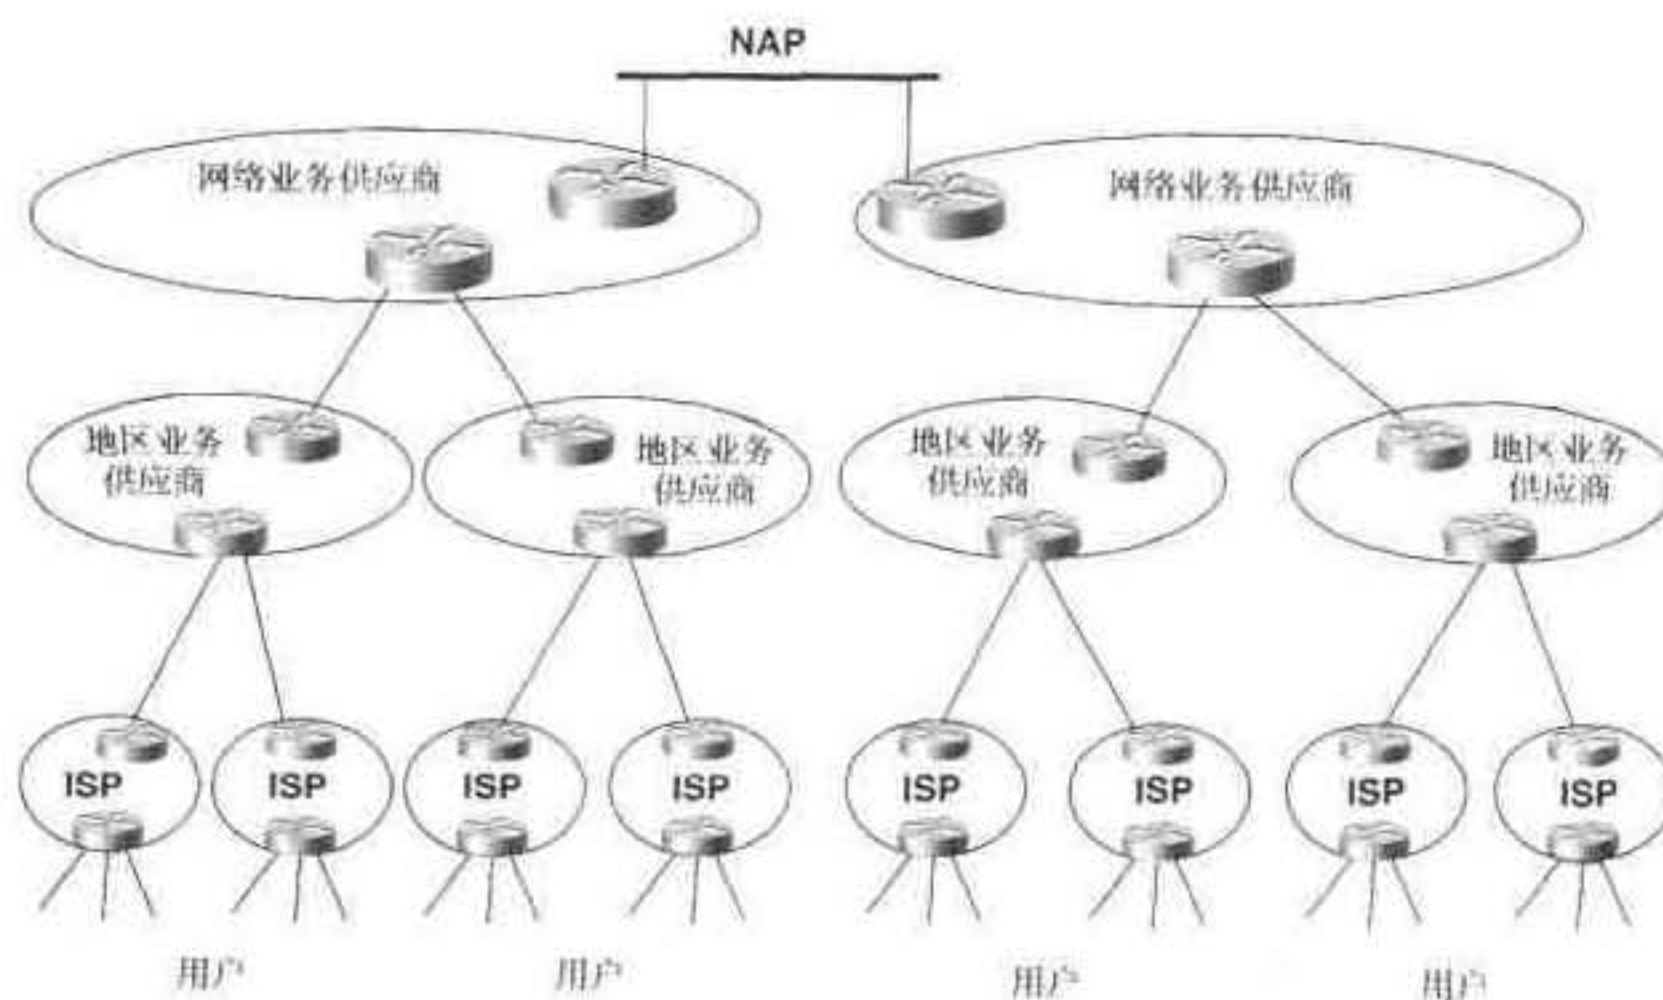 NAP
网络业务供应商
网络业务供应商
地区业务
供应商
地区业务
供应商
地区业务
供应商
地区业务
供应商
ISP
ISP
ISP
ISP
ISP
ISP
ISP
ISP
用户
用户
用户
用户